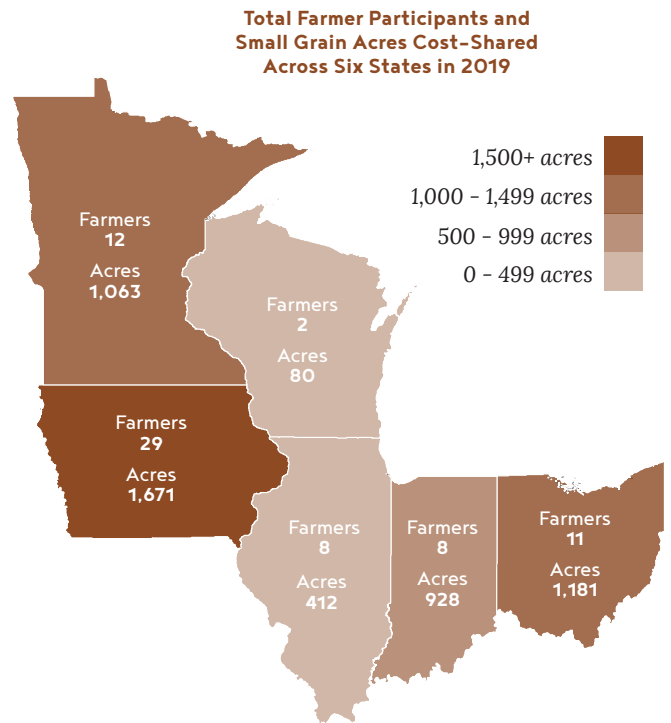 Total Farmer Participants and
Small Grain Acres Cost-Shared
Across Six States in 2019
1,500+ acres
1,000 - 1,499 acres
500 - 999 acres
0 - 499 acres
Farmers
12
Acres
1,063
Farmers
2
Acres
80
Farmers
29
Acres
1,671
Farmers
8
Acres
412
Farmers
8
Acres
928
Farmers
11
Acres
1,181